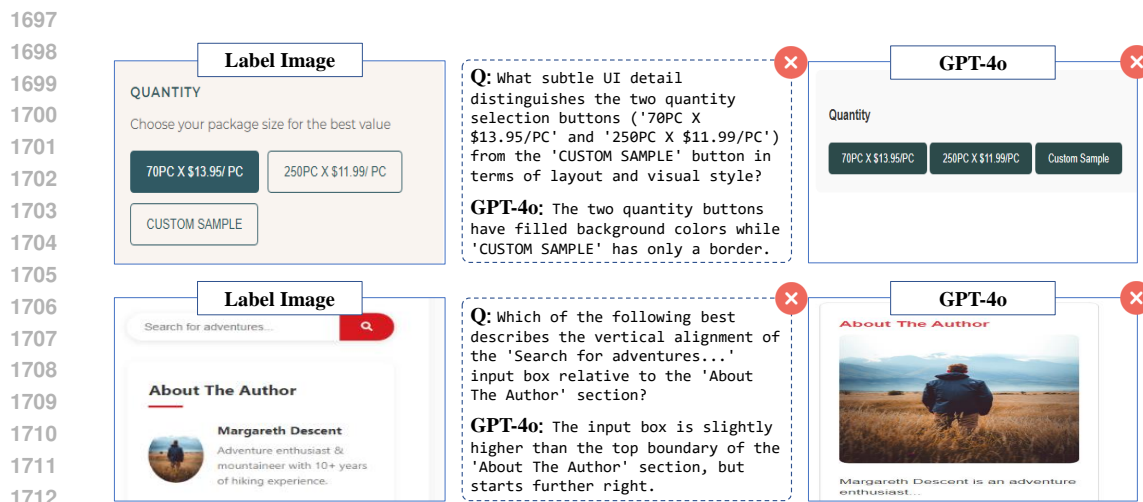 1697
1698
1699
1700
1701
1702
1703
1704
1705
1706
1707
1708
1709
1710
1711
1712
Label Image
QUANTITY
Choose your package size for the best value
70PC X $13.95/ PC
250PC X $11.99/ PC
CUSTOM SAMPLE
Q: What subtle UI detail
distinguishes the two quantity
selection buttons ('70PC X
$13.95/PC' and '250PC X $11.99/PC')
from the 'CUSTOM SAMPLE' button in
terms of layout and visual style?
GPT-4o: The two quantity buttons
have filled background colors while
'CUSTOM SAMPLE' has only a border.
GPT-4o
Quantity
70PC X $13.95/PC
250PC X $11.99/PC
Custom Sample
Label Image
Search for adventures...
About The Author
Margareth Descent
Adventure enthusiast &
mountaineer with 10+ years
of hiking experience.
Q: Which of the following best
describes the vertical alignment of
the 'Search for adventures...'
input box relative to the 'About
The Author' section?
GPT-4o: The input box is slightly
higher than the top boundary of the
'About The Author' section, but
starts further right.
GPT-4o
About The Author
Margareth Descent is an adventure
enthusiast...